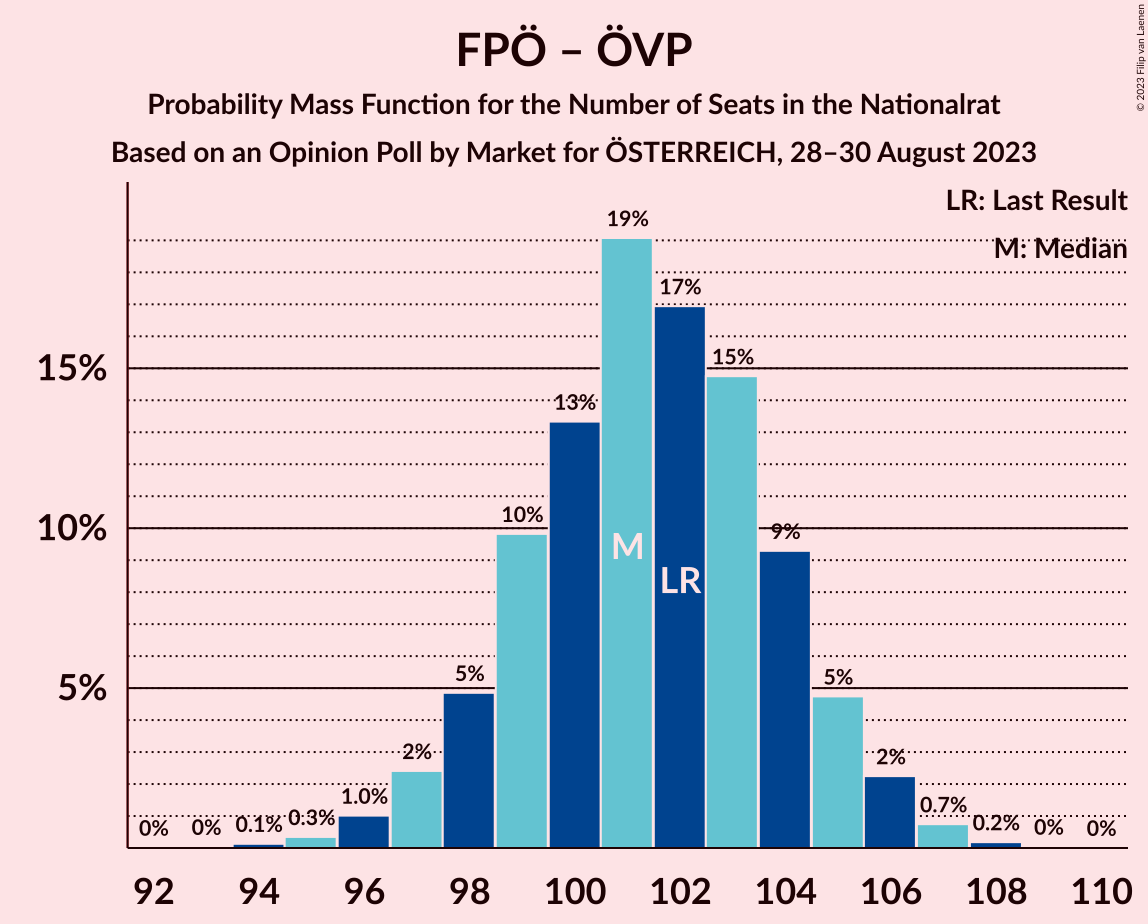 FPÖ – ÖVP
Probability Mass Function for the Number of Seats in the Nationalrat
Based on an Opinion Poll by Market for ÖSTERREICH, 28–30 August 2023
© 2023 Filip van Laenen
LR: Last Result
M: Median
19%
17%
15%
15%
13%
10%
10%
9%
M
LR
5%
5%
5%
2%
2%
1.0%
0.7%
0% 0% 0.1% 0.3% 0.2% 0% 0%
92 94 96 98 100 102 104 106 108 110